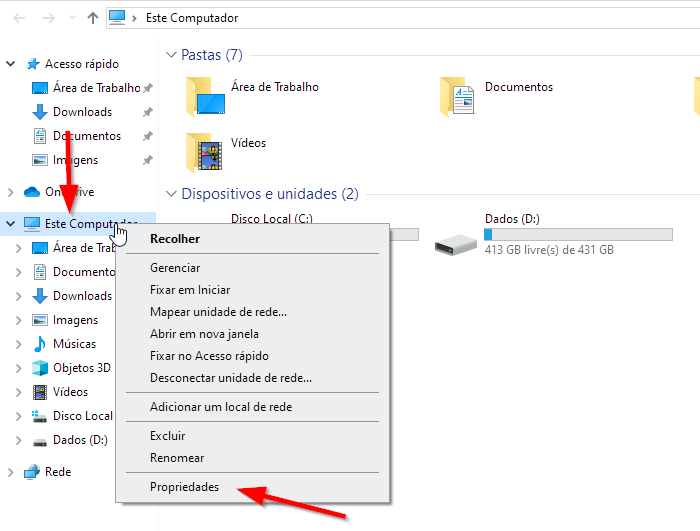 Este Computador
Acesso rápido
Área de Trabalho
Downloads
Documentos
Imagens
OneDrive
Este Computador
Área de Trab
Documento
Downloads
Imagens
Músicas
Objetos 3D
Vídeos
Disco Local
Dados (D:)
Rede
Pastas (7)
Área de Trabalho
Documentos
Vídeos
Dispositivos e unidades (2)
Disco Local (C:)
Dados (D:)
413 GB livre(s) de 431 GB
Recolher
Gerenciar
Fixar em Iniciar
Mapear unidade de rede...
Abrir em nova janela
Fixar no Acesso rápido
Desconectar unidade de rede...
Adicionar um local de rede
Excluir
Renomear
Propriedades